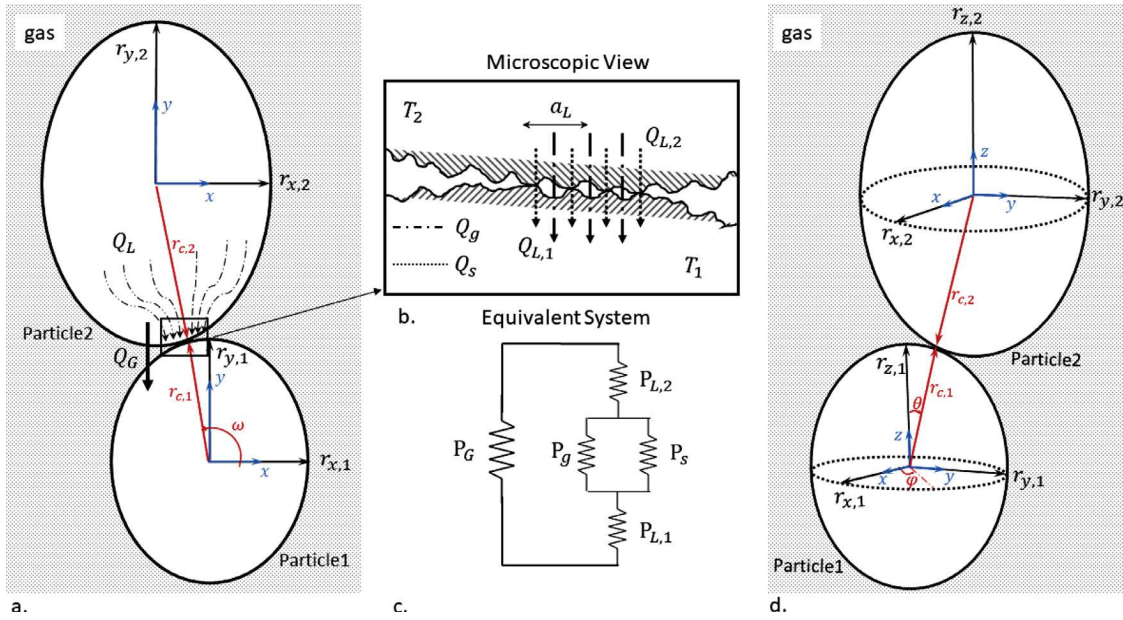 gas
r_{y,2}
y
x
r_{x,2}
Q_L
r_{c,2}
Particle2
Q_G
r_{y,1}
y
r_{c,1}
ω
x
r_{x,1}
Particle1
a.
Microscopic View
T_2
a_L
Q_{L,2}
Q_g
Q_{L,1}
Q_s
T_1
b.
Equivalent System
P_{L,2}
P_G
P_g
P_s
P_{L,1}
c.
r_{z,2}
gas
z
x
y
r_{y,2}
r_{x,2}
r_{c,2}
Particle2
r_{z,1}
θ
r_{c,1}
z
x
φ
y
r_{y,1}
r_{x,1}
Particle1
d.